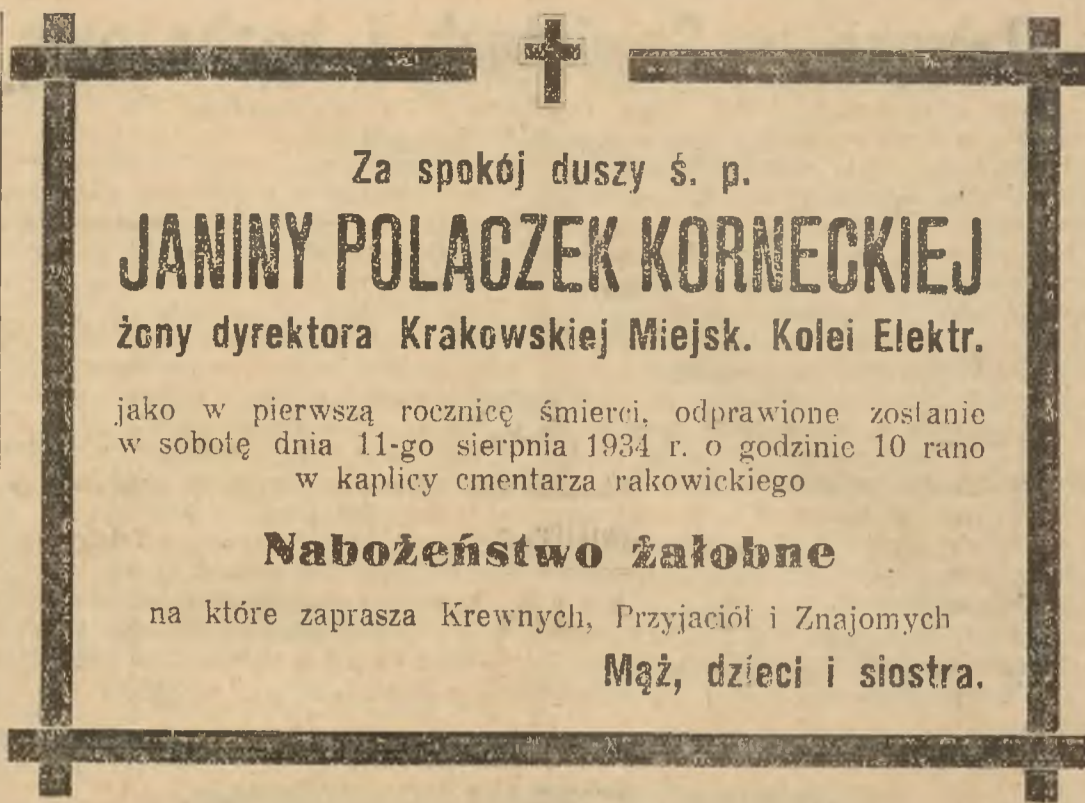 Za spokój duszy ś. p.
JANINY POLACZEK KORNECKIEJ
żony dyrektora Krakowskiej Miejsk. Kolei Elektr.
jako w pierwszą rocznicę śmierci, odprawione zostanie
w sobotę dnia 11-go sierpnia 1934 r. o godzinie 10 rano
w kaplicy cmentarza rakowickiego
Nabożeństwo żałobne
na które zaprasza Krewnych, Przyjaciół i Znajomych
Mąż, dzieci i siostra.